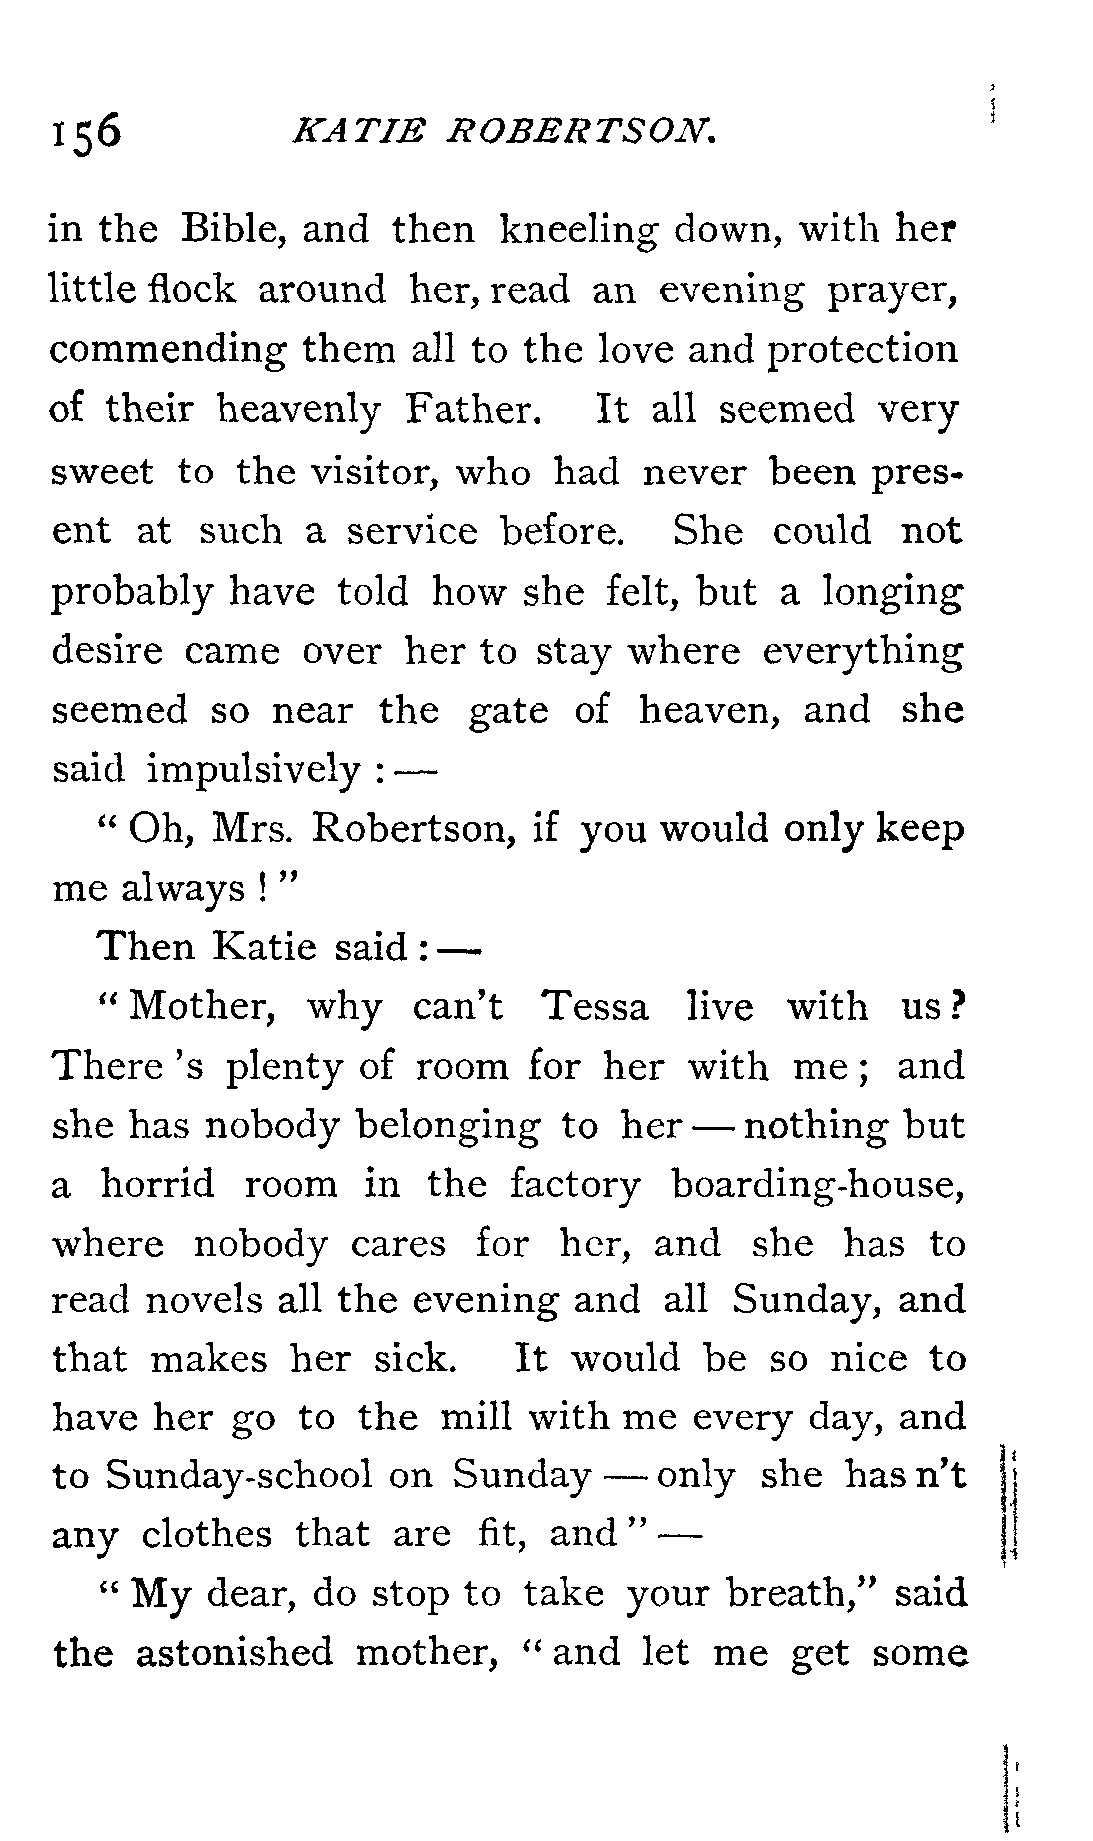 156 KATIE ROBERTSON.
in the Bible, and then kneeling down, with her
little flock around her, read an evening prayer,
commending them all to the love and protection
of their heavenly Father. It all seemed very
sweet to the visitor, who had never been pres-
ent at such a service before. She could not
probably have told how she felt, but a longing
desire came over her to stay where everything
seemed so near the gate of heaven, and she
said impulsively : —
“ Oh, Mrs. Robertson, if you would only keep
me always ! ”
Then Katie said : —
“ Mother, why can’t Tessa live with us ?
There ’s plenty of room for her with me ; and
she has nobody belonging to her — nothing but
a horrid room in the factory boarding-house,
where nobody cares for her, and she has to
read novels all the evening and all Sunday, and
that makes her sick. It would be so nice to
have her go to the mill with me every day, and
to Sunday-school on Sunday — only she has n’t
any clothes that are fit, and ” —
“ My dear, do stop to take your breath,” said
the astonished mother, “ and let me get some